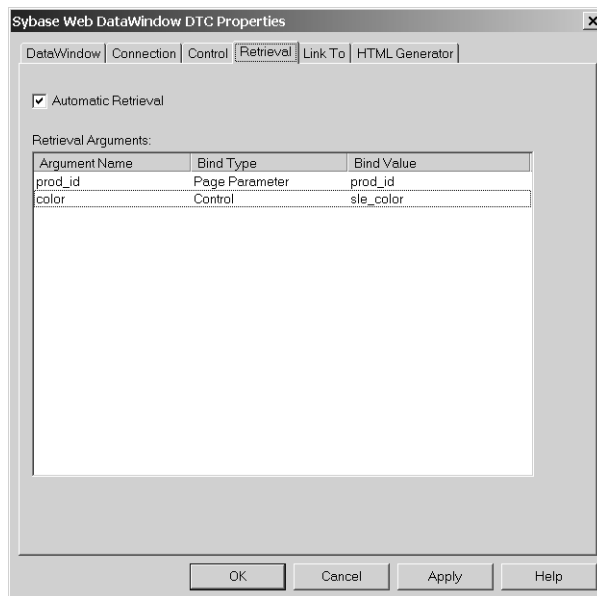 Sybase Web DataWindow DTC Properties
DataWindow Connection Control Retrieval Link To HTML Generator
Automatic Retrieval
Retrieval Arguments:
Argument Name Bind Type Bind Value
prod_id Page Parameter prod_id
color Control sle_color
OK Cancel Apply Help